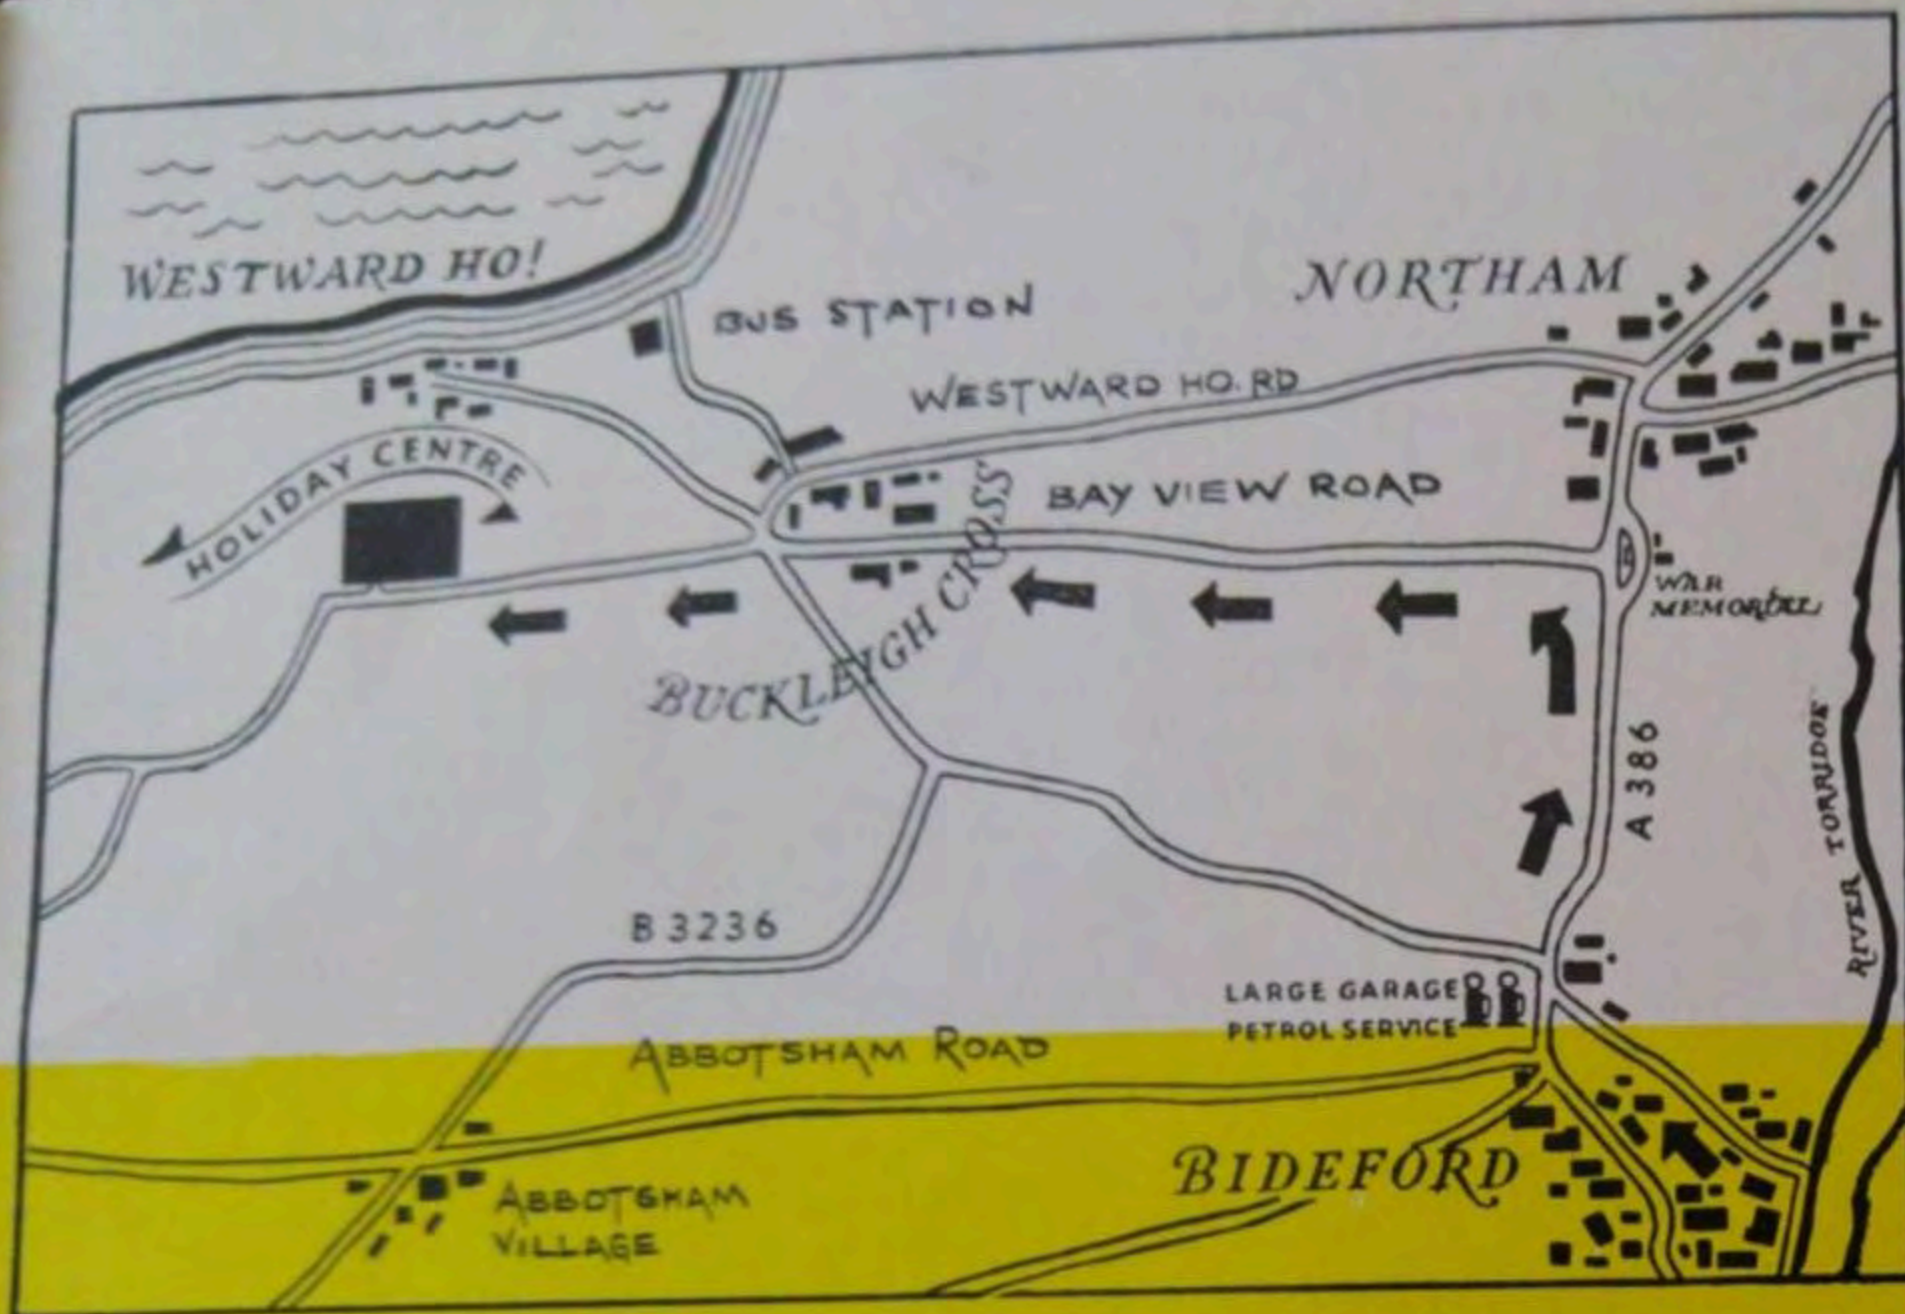 WESTWARD HO!
BUS STATION
NORTHAM
WESTWARD HO. RD
HOLIDAY CENTRE
BAY VIEW ROAD
BUCKLEIGH CROSS
WAR
MEMORIAL
A 386
RIVER TORRIDGE
B 3236
LARGE GARAGE
PETROL SERVICE
ABBOTSHAM ROAD
BIDEFORD
ABBOTSHAM
VILLAGE